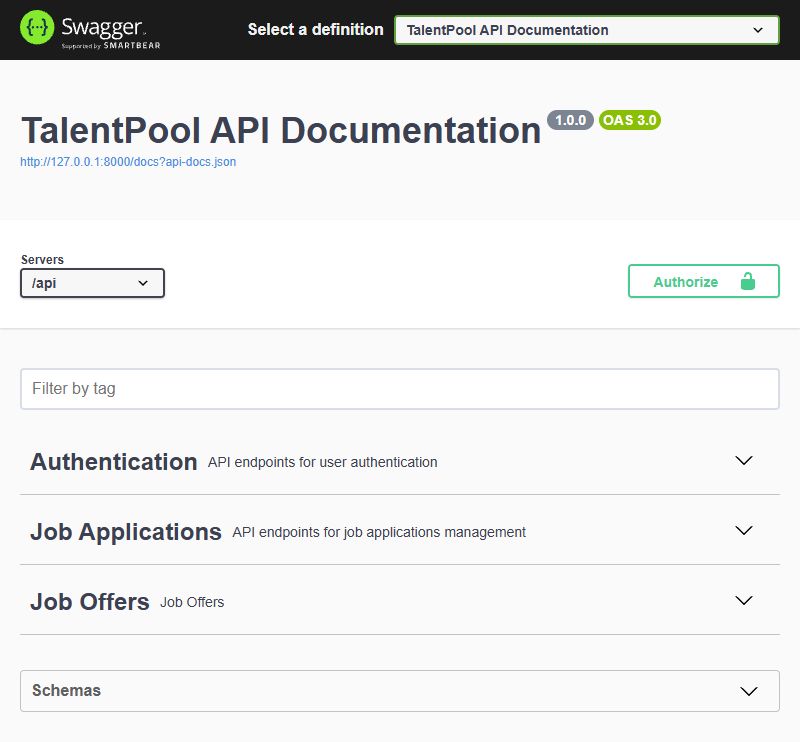 Swagger
Supported by SMARTBEAR
Select a definition
TalentPool API Documentation
TalentPool API Documentation 1.0.0 OAS 3.0
http://127.0.0.1:8000/docs?api-docs.json
Servers
/api
Authorize
Filter by tag
Authentication API endpoints for user authentication
Job Applications API endpoints for job applications management
Job Offers Job Offers
Schemas